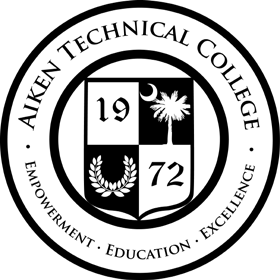 AIKEN TECHNICAL COLLEGE
19
72
· EMPOWERMENT · EDUCATION · EXCELLENCE ·